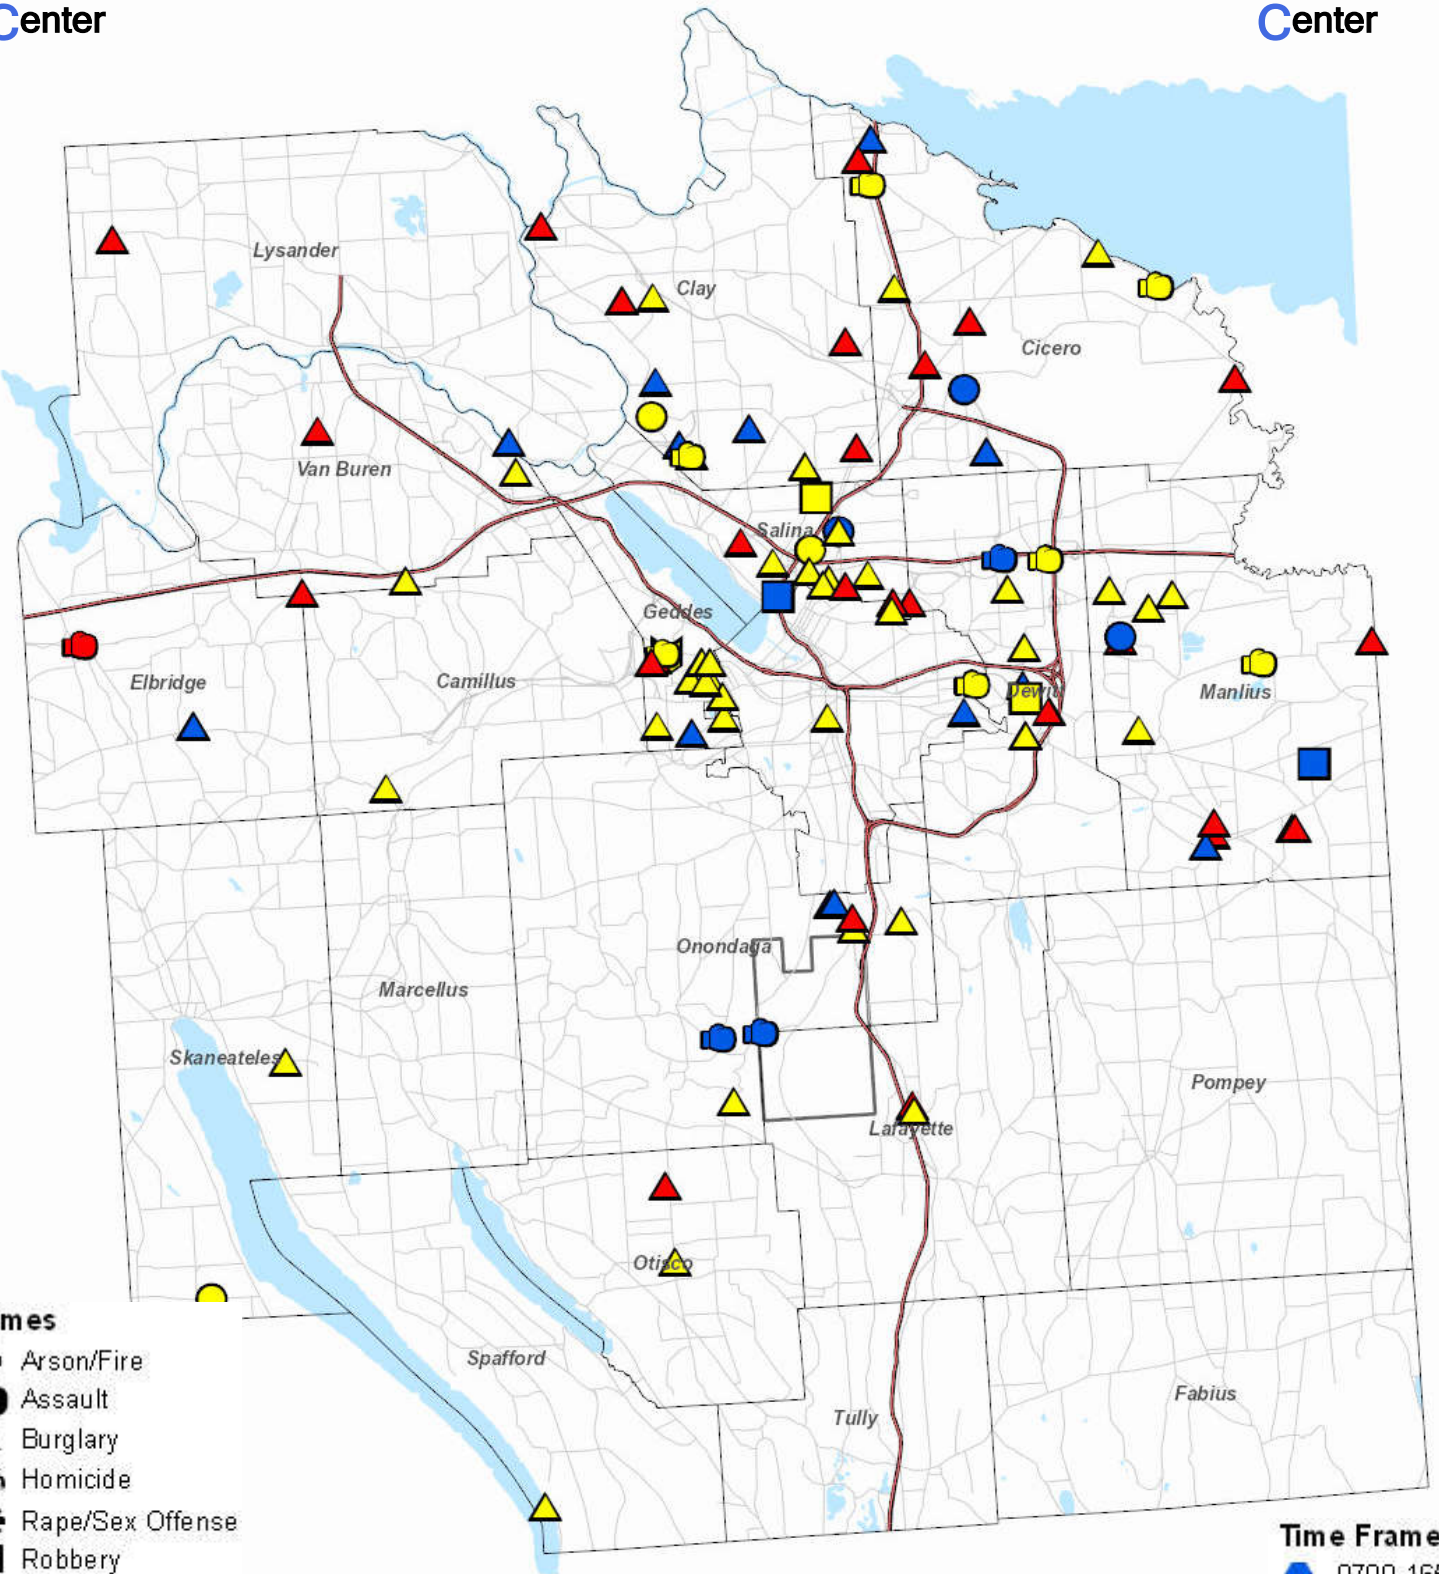 Center
Center
Lysander
Clay
Cicero
Van Buren
Salina
Geddes
Elbridge
Camillus
Dewitt
Manlius
Onondaga
Marcellus
Skaneateles
Pompey
Lafayette
Otisco
Spafford
Fabius
Tully
mes
Arson/Fire
Assault
Burglary
Homicide
Rape/Sex Offense
Robbery
Time Frame